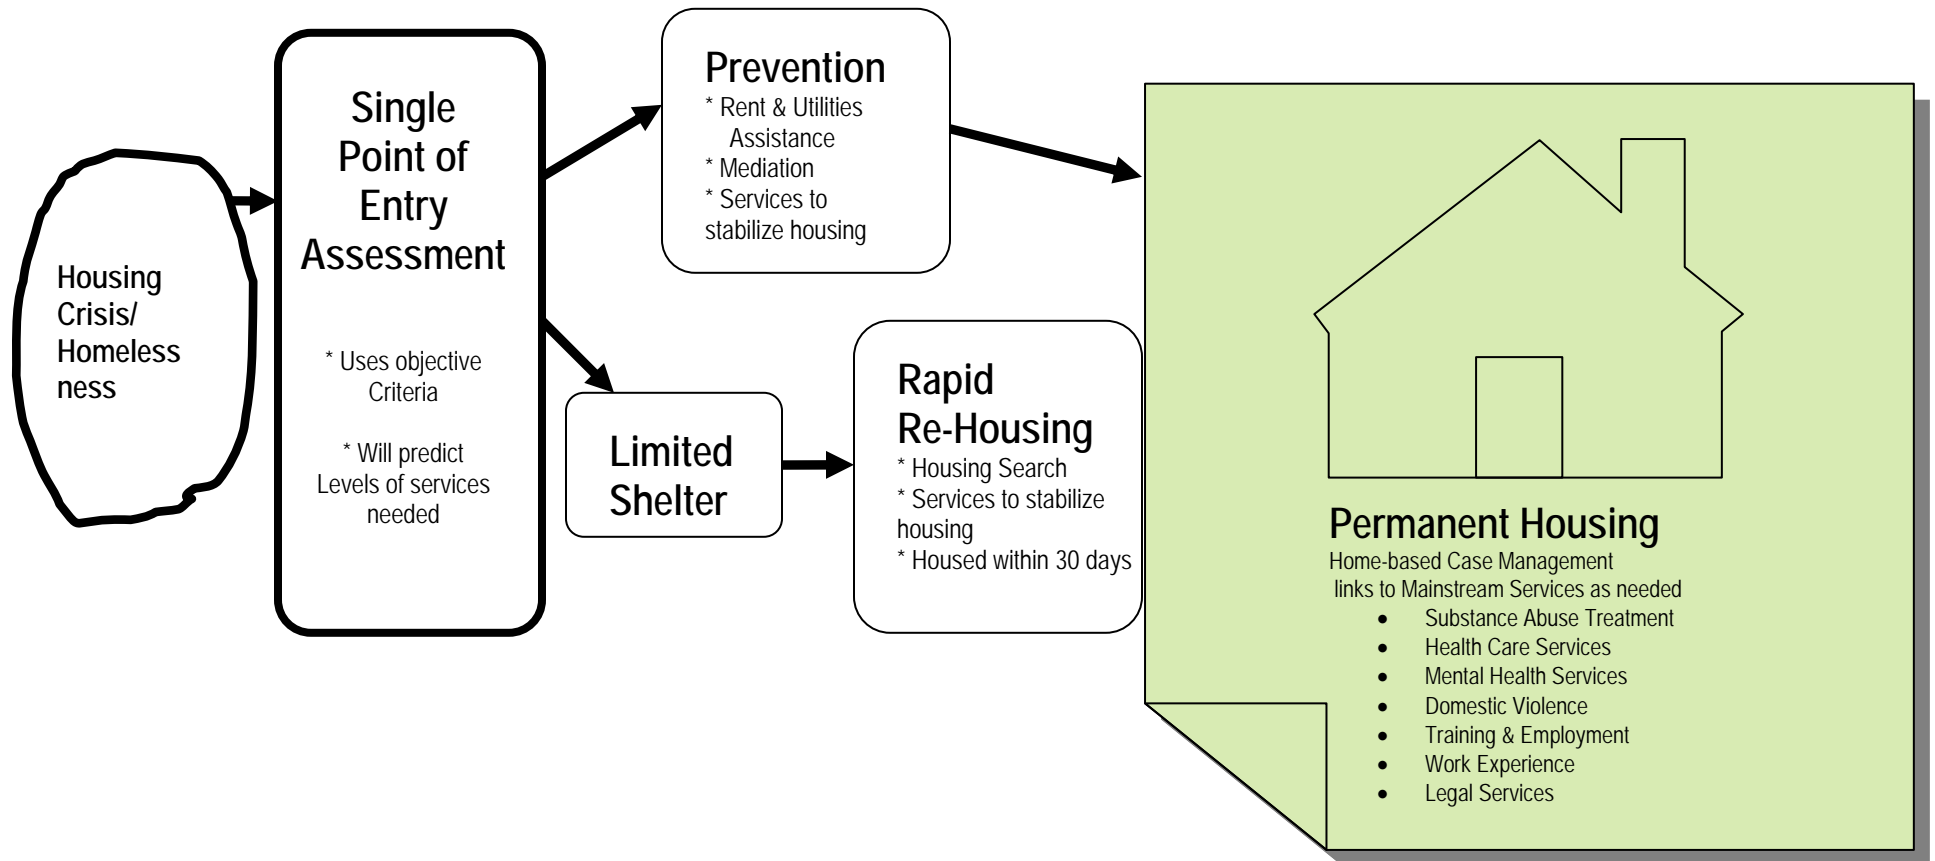 Housing
Crisis/
Homeless
ness
Single
Point of
Entry
Assessment
* Uses objective
Criteria
* Will predict
Levels of services
needed
Prevention
* Rent & Utilities
Assistance
* Mediation
* Services to
stabilize housing
Limited
Shelter
Rapid
Re-Housing
* Housing Search
* Services to stabilize
housing
* Housed within 30 days
Permanent Housing
Home-based Case Management
links to Mainstream Services as needed
• Substance Abuse Treatment
• Health Care Services
• Mental Health Services
• Domestic Violence
• Training & Employment
• Work Experience
• Legal Services